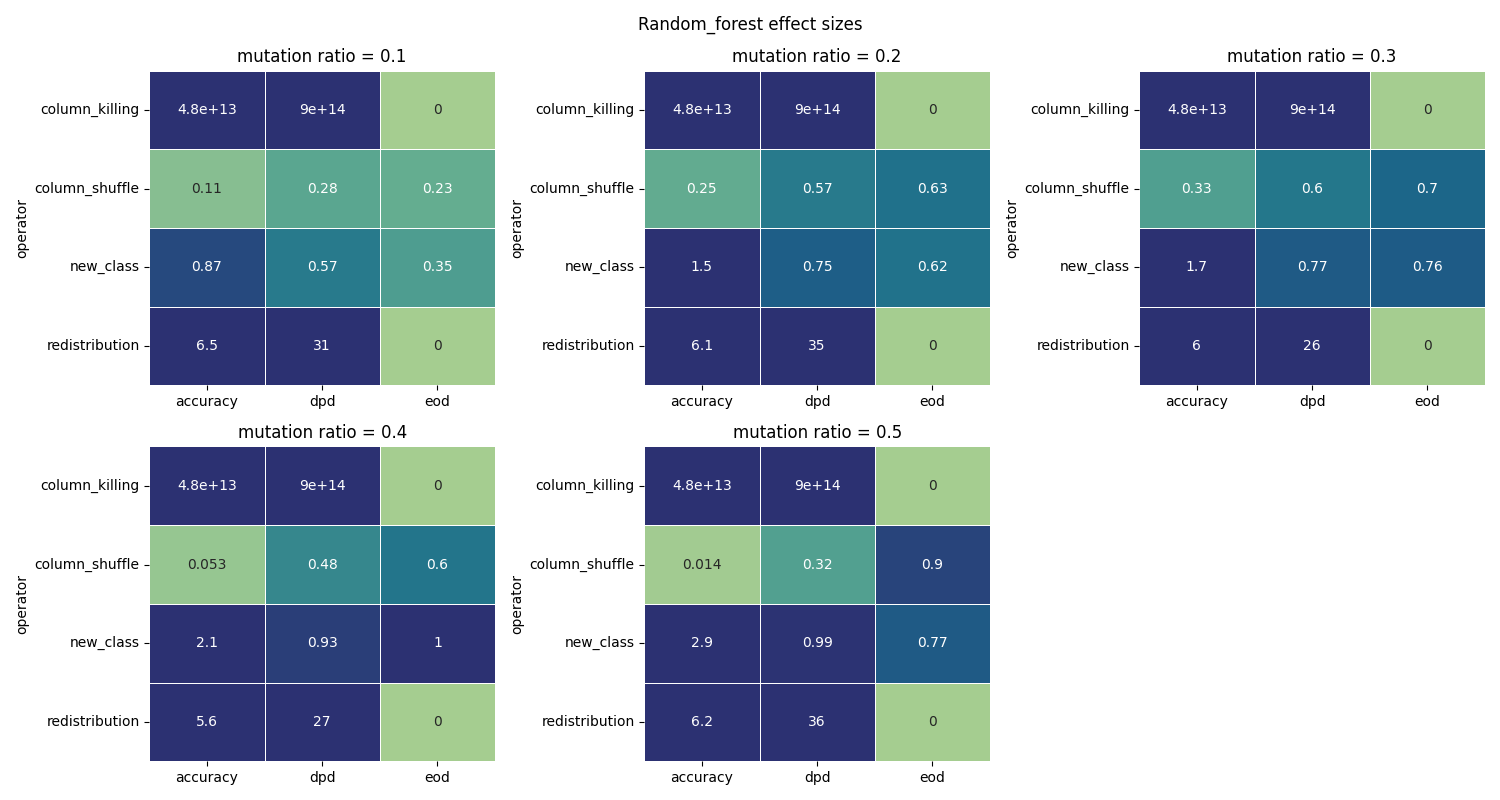 Random_forest effect sizes
mutation ratio = 0.1
operator
column_killing 4.8e+13 9e+14 0
column_shuffle 0.11 0.28 0.23
new_class 0.87 0.57 0.35
redistribution 6.5 31 0
accuracy dpd eod
mutation ratio = 0.2
operator
column_killing 4.8e+13 9e+14 0
column_shuffle 0.25 0.57 0.63
new_class 1.5 0.75 0.62
redistribution 6.1 35 0
accuracy dpd eod
mutation ratio = 0.3
operator
column_killing 4.8e+13 9e+14 0
column_shuffle 0.33 0.6 0.7
new_class 1.7 0.77 0.76
redistribution 6 26 0
accuracy dpd eod
mutation ratio = 0.4
operator
column_killing 4.8e+13 9e+14 0
column_shuffle 0.053 0.48 0.6
new_class 2.1 0.93 1
redistribution 5.6 27 0
accuracy dpd eod
mutation ratio = 0.5
operator
column_killing 4.8e+13 9e+14 0
column_shuffle 0.014 0.32 0.9
new_class 2.9 0.99 0.77
redistribution 6.2 36 0
accuracy dpd eod